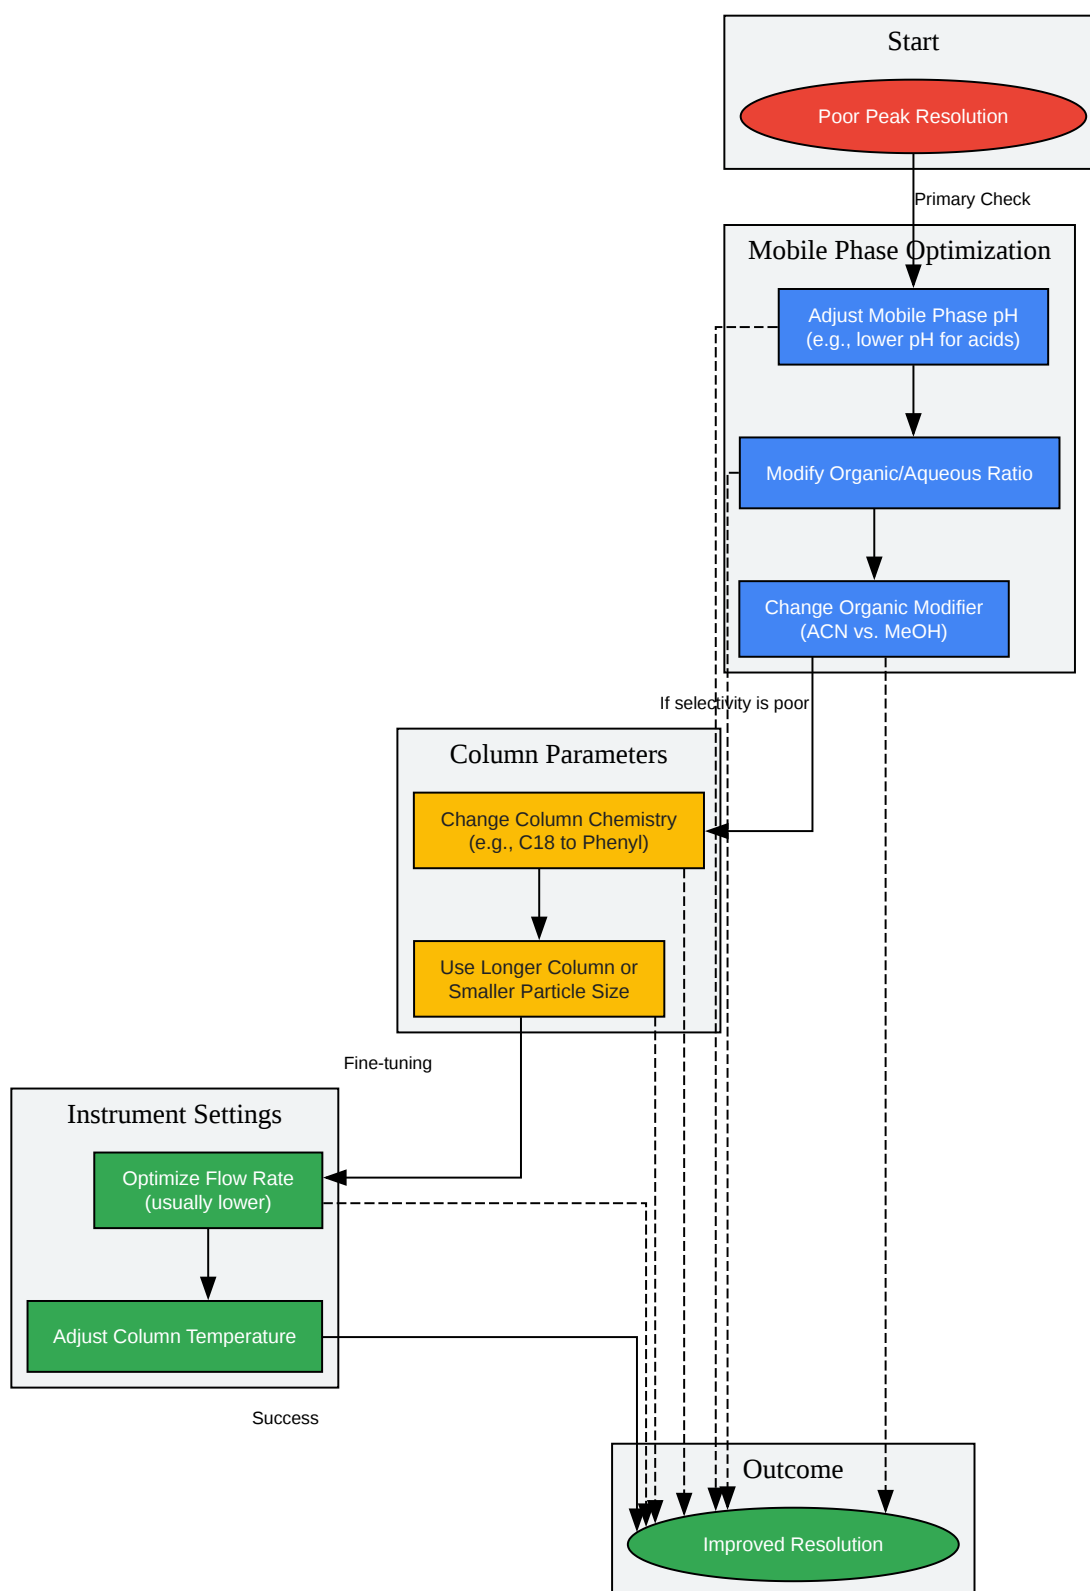 Start
Poor Peak Resolution
Primary Check
Mobile Phase Optimization
Adjust Mobile Phase pH
(e.g., lower pH for acids)
Modify Organic/Aqueous Ratio
Change Organic Modifier
(ACN vs. MeOH)
If selectivity is poor
Column Parameters
Change Column Chemistry
(e.g., C18 to Phenyl)
Use Longer Column or
Smaller Particle Size
Fine-tuning
Instrument Settings
Optimize Flow Rate
(usually lower)
Adjust Column Temperature
Success
Outcome
Improved Resolution